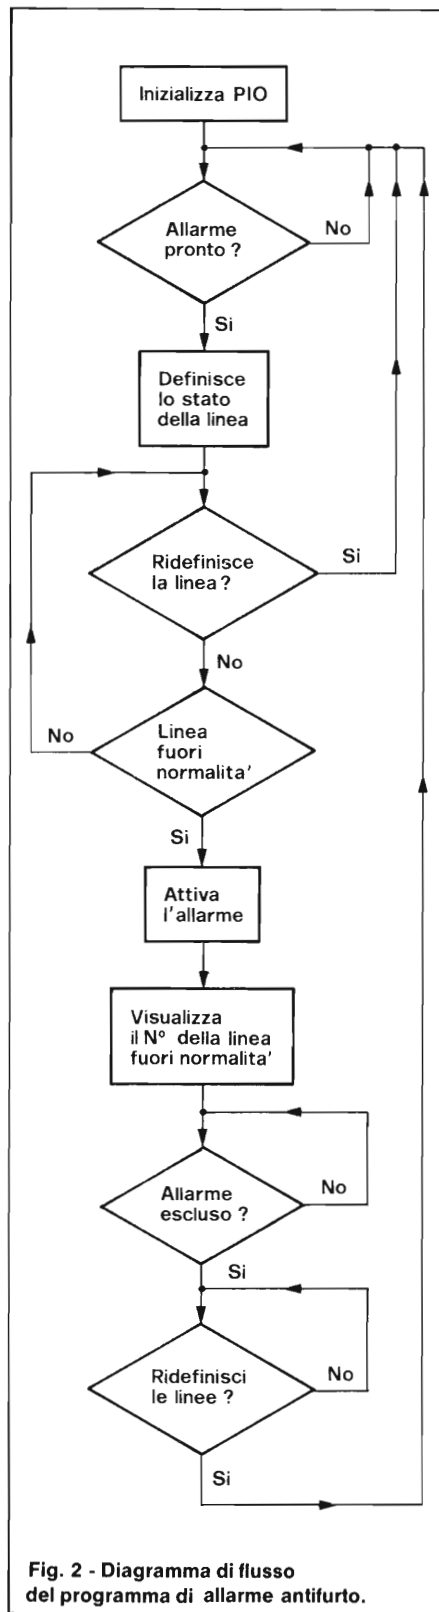 Inizializza PIO
Allarme
pronto ?
No
Si
Definisce
lo stato
della linea
Ridefinisce
la linea ?
Si
No
Linea
fuori
normalita'
No
Si
Attiva
l'allarme
Visualizza
il N° della linea
fuori normalita'
Allarme
escluso ?
No
Si
Ridefinisci
le linee ?
No
Si
Fig. 2 - Diagramma di flusso
del programma di allarme antifurto.